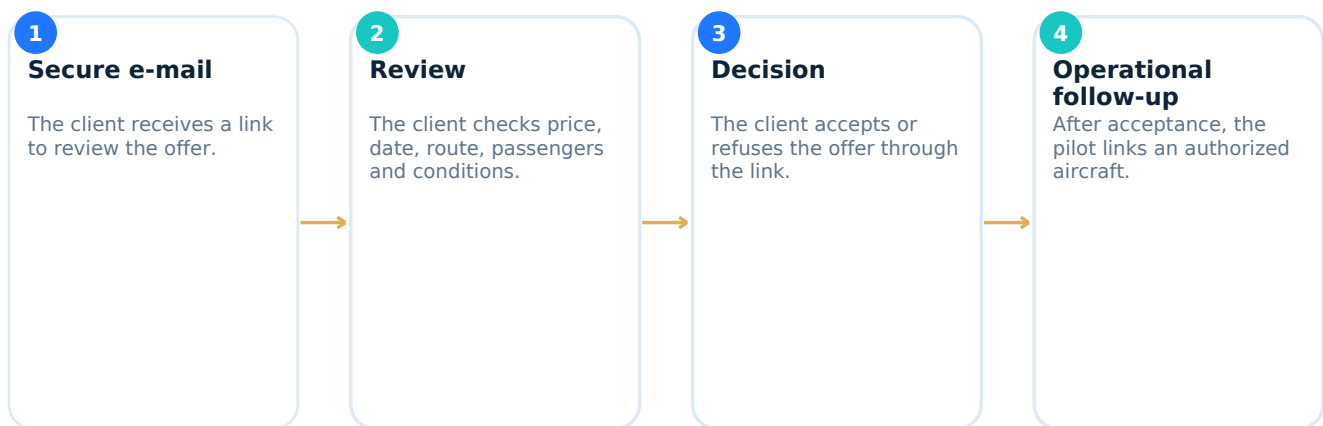 1
Secure e-mail
The client receives a link
to review the offer.
2
Review
The client checks price,
date, route, passengers
and conditions.
3
Decision
The client accepts or
refuses the offer through
the link.
4
Operational
follow-up
After acceptance, the
pilot links an authorized
aircraft.